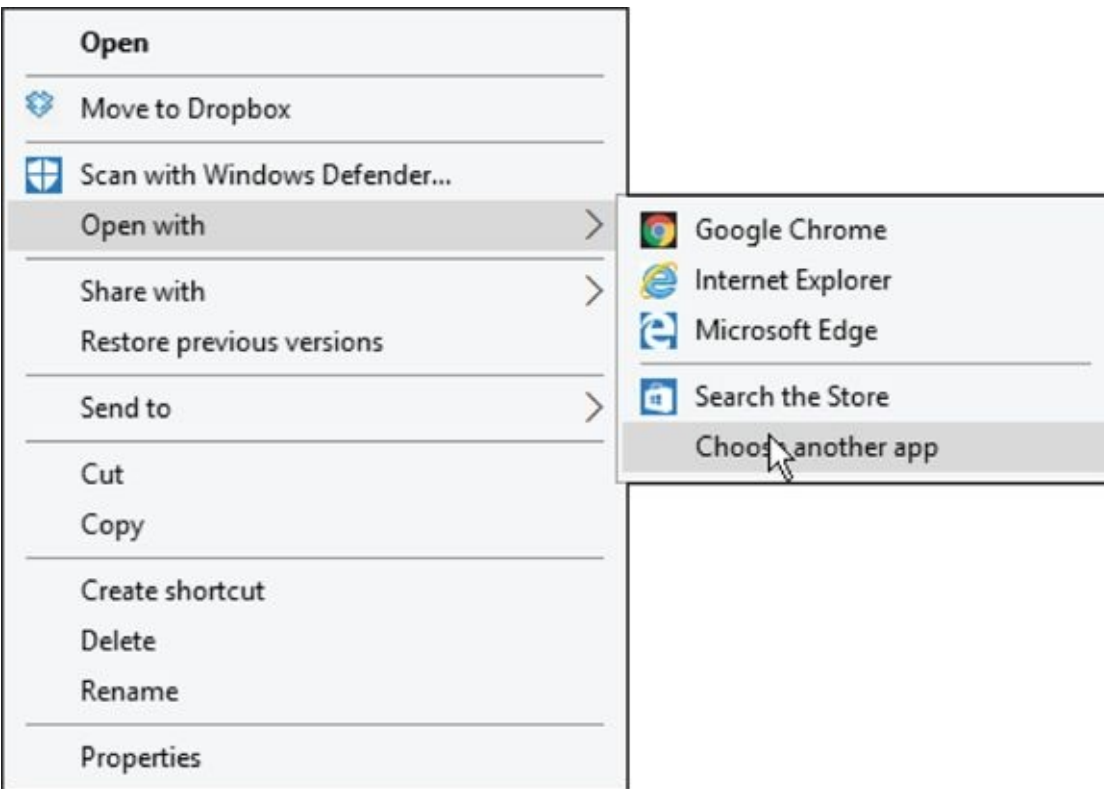 Open
Move to Dropbox
Scan with Windows Defender...
Open with
Share with
Restore previous versions
Send to
Cut
Copy
Create shortcut
Delete
Rename
Properties
Google Chrome
Internet Explorer
Microsoft Edge
Search the Store
Choose another app